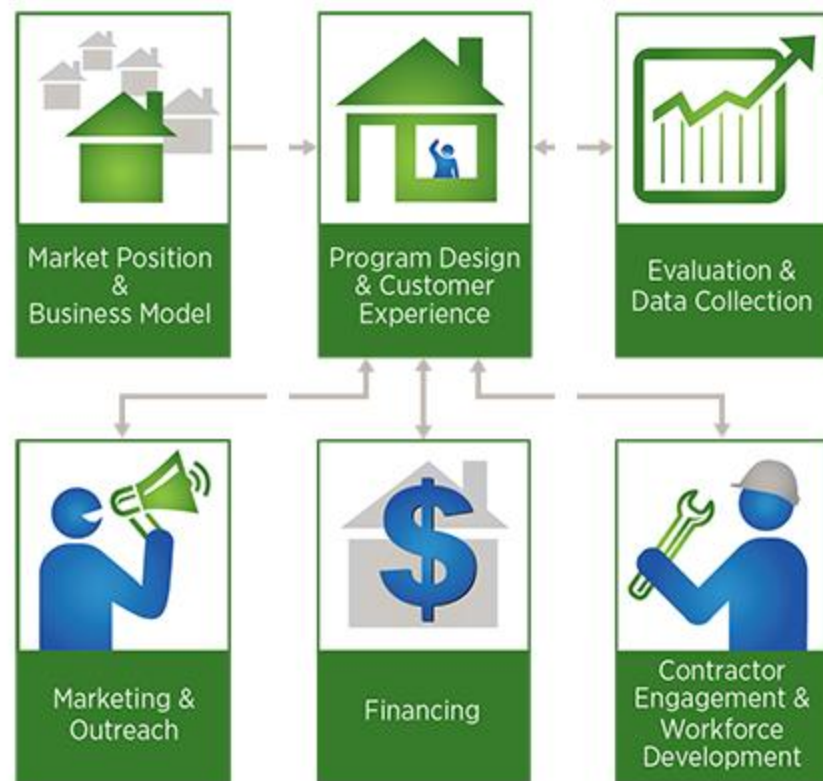 Market Position
&
Business Model
Program Design
& Customer
Experience
Evaluation &
Data Collection
Marketing &
Outreach
Financing
Contractor
Engagement &
Workforce
Development